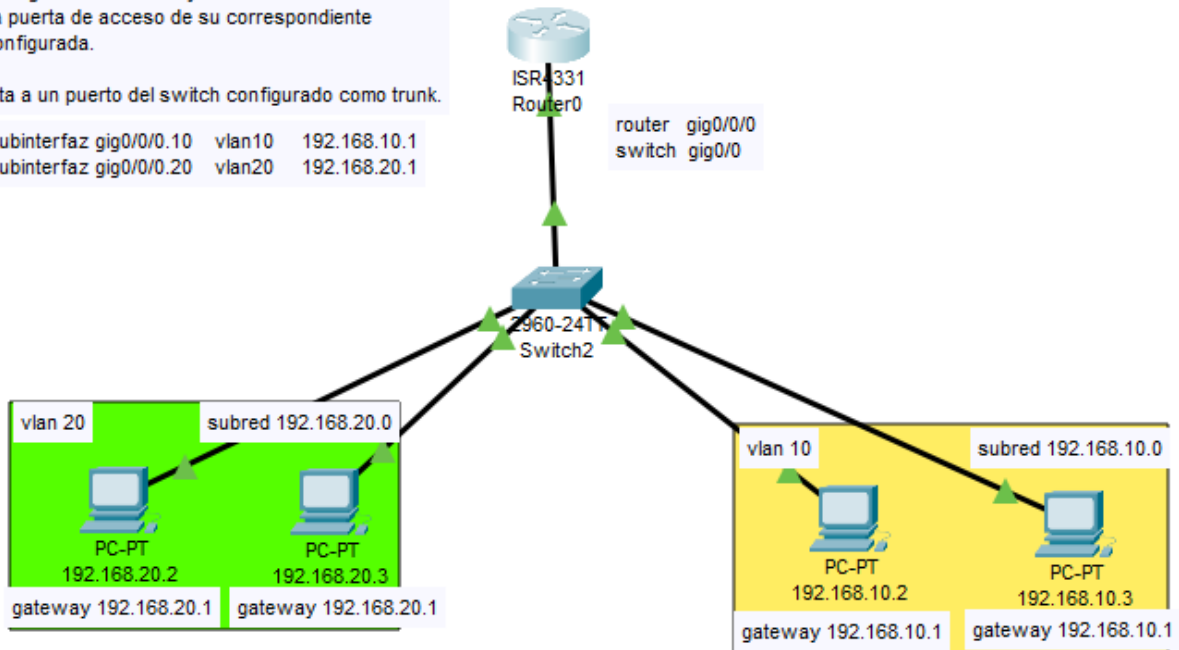 puerta de acceso de su correspondiente
configurada.
a un puerto del switch configurado como trunk.
gig0/0/0.10 vlan10 192.168.10.1
gig0/0/0.20 vlan20 192.168.20.1
ISR4331
Router0
router gig0/0/0
switch gig0/0
2960-24TT
Switch2
vlan 20
subred 192.168.20.0
PC-PT
192.168.20.2
gateway 192.168.20.1
PC-PT
192.168.20.3
gateway 192.168.20.1
vlan 10
subred 192.168.10.0
PC-PT
192.168.10.2
gateway 192.168.10.1
PC-PT
192.168.10.3
gateway 192.168.10.1